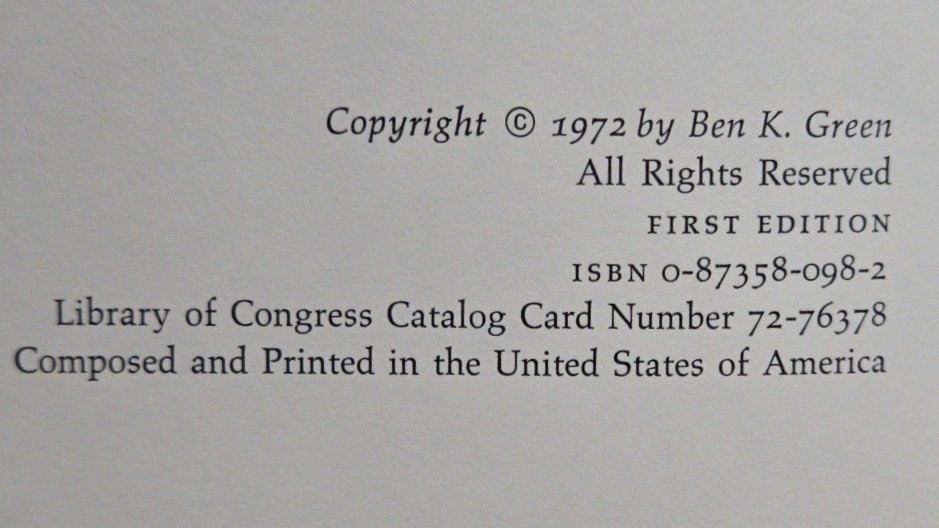 Copyright © 1972 by Ben K. Green
All Rights Reserved
FIRST EDITION
ISBN 0-87358-098-2
Library of Congress Catalog Card Number 72-76378
Composed and Printed in the United States of America